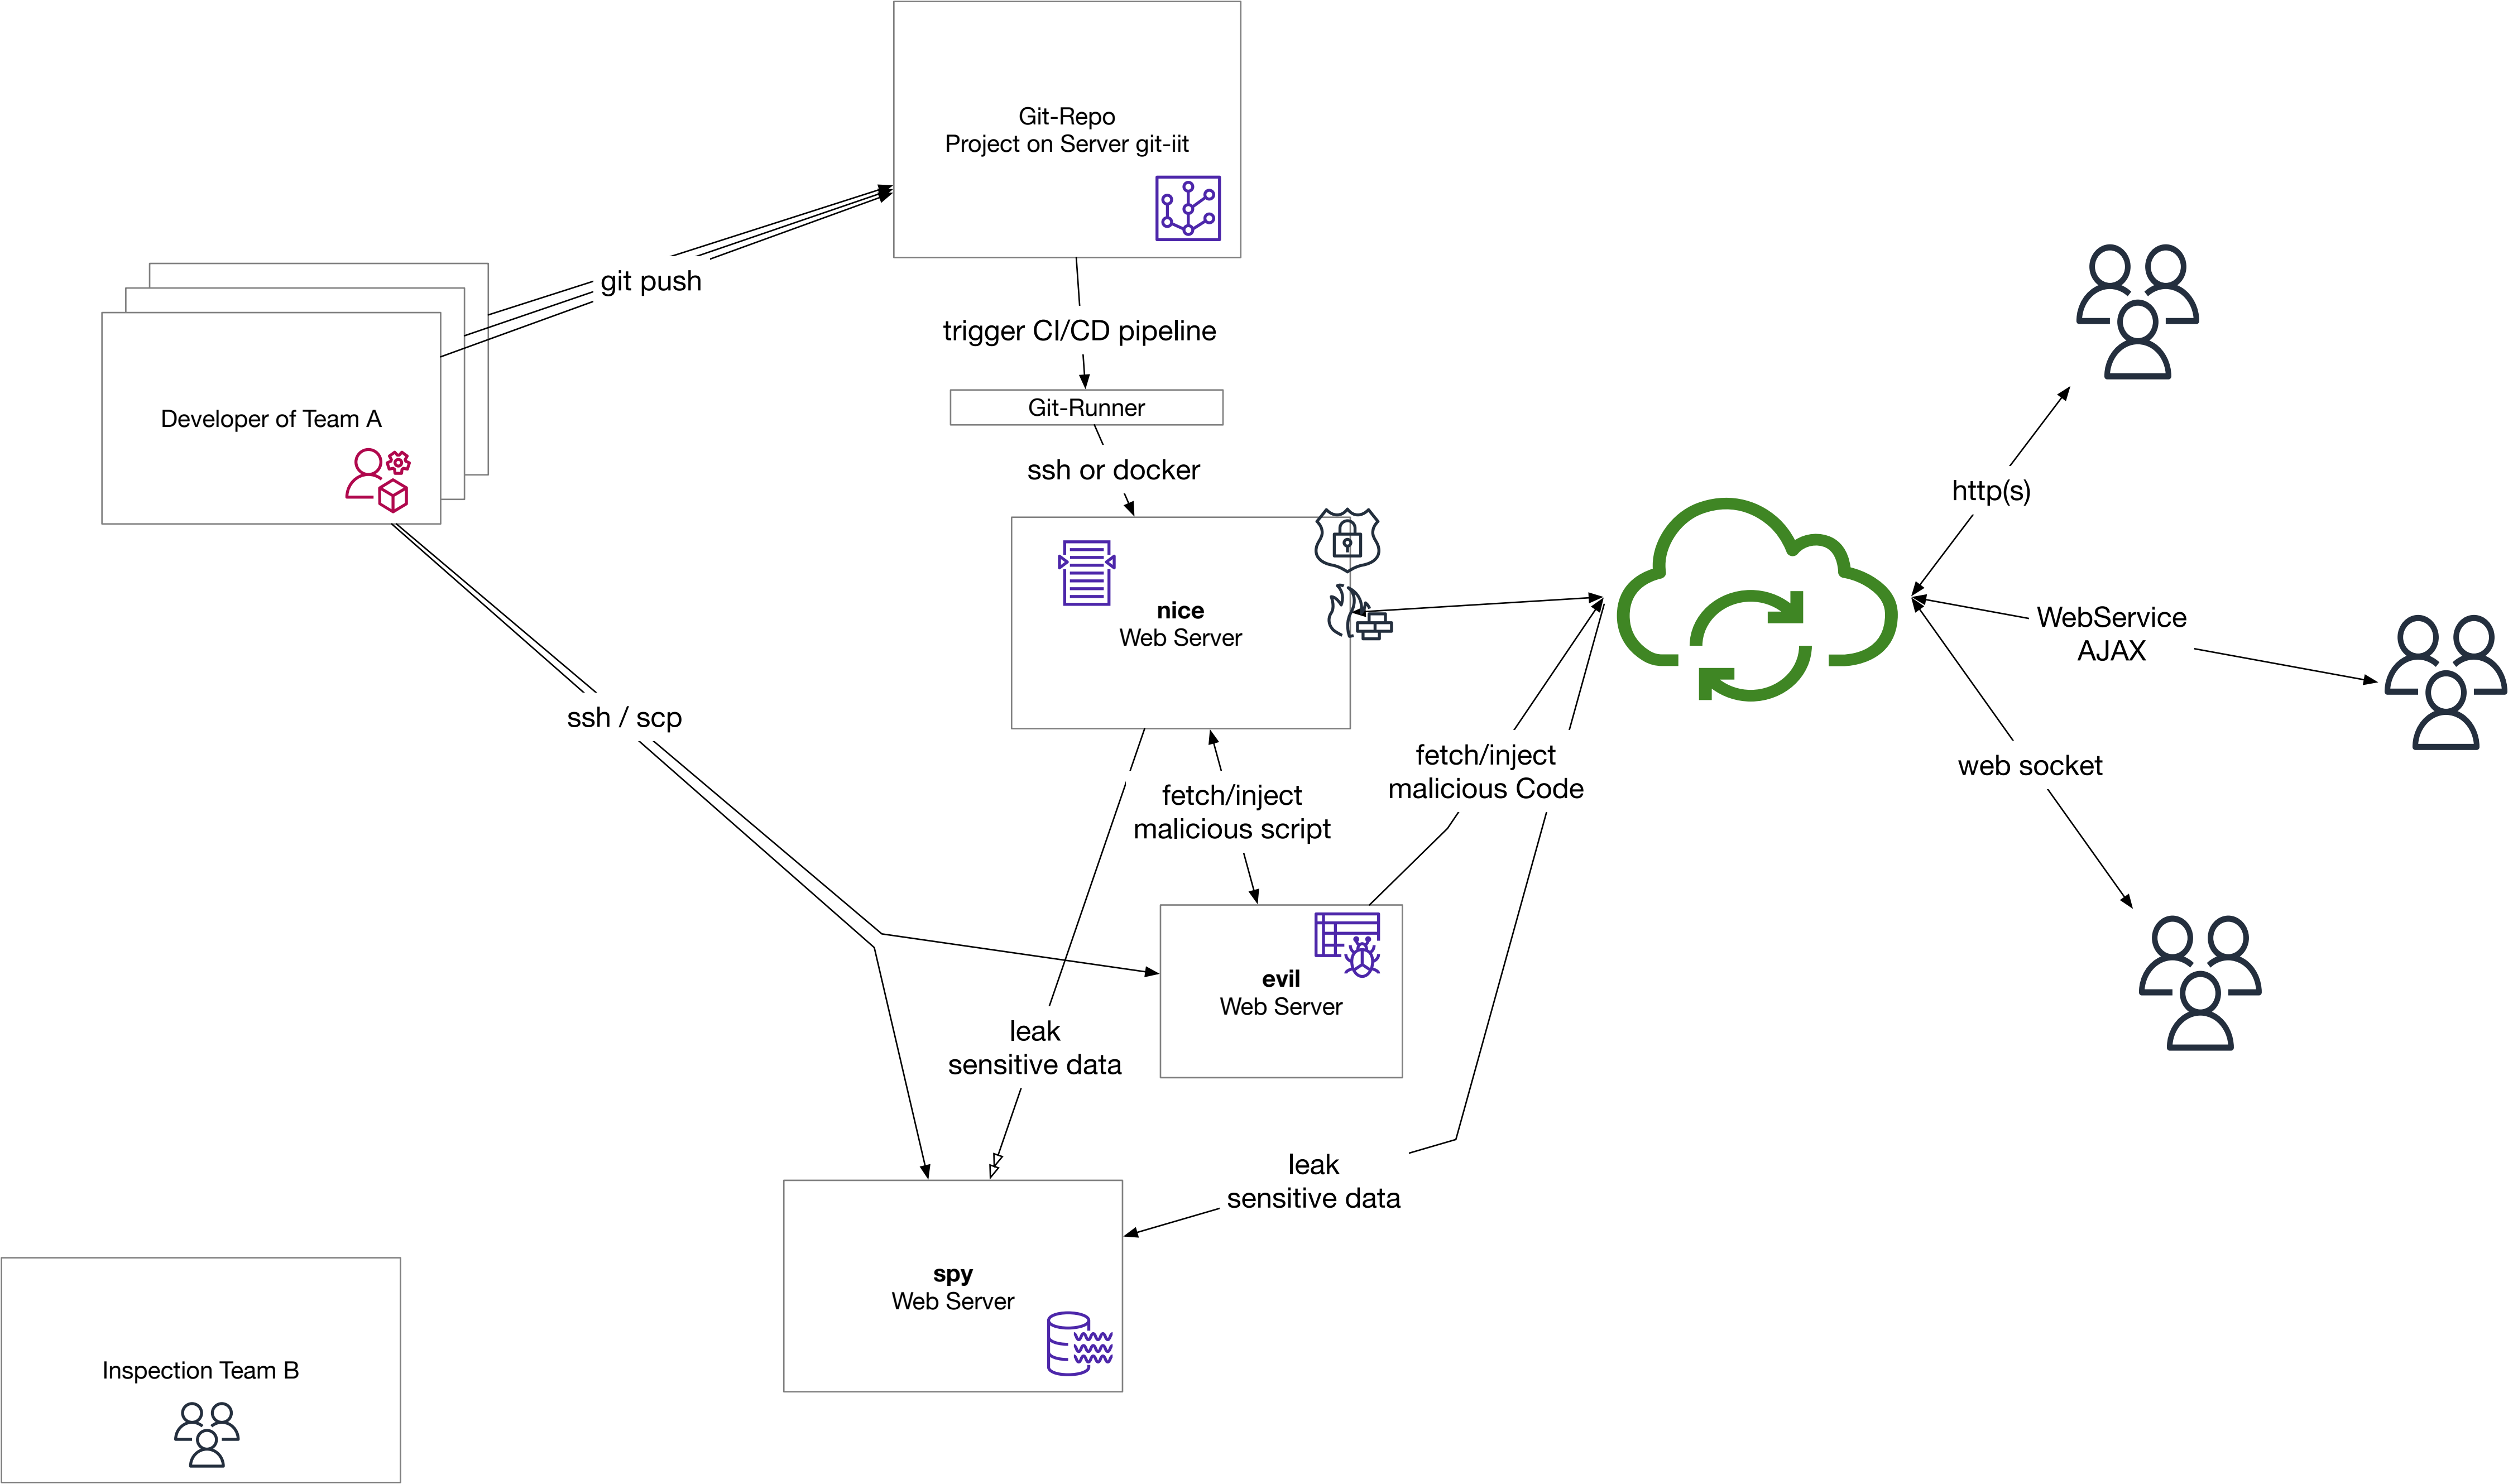 Git-Repo
Project on Server git-iit
git push
trigger CI/CD pipeline
Git-Runner
Developer of Team A
ssh or docker
http(s)
nice
Web Server
WebService
AJAX
ssh / scp
fetch/inject
malicious Code
web socket
fetch/inject
malicious script
evil
Web Server
leak
sensitive data
leak
sensitive data
spy
Web Server
Inspection Team B